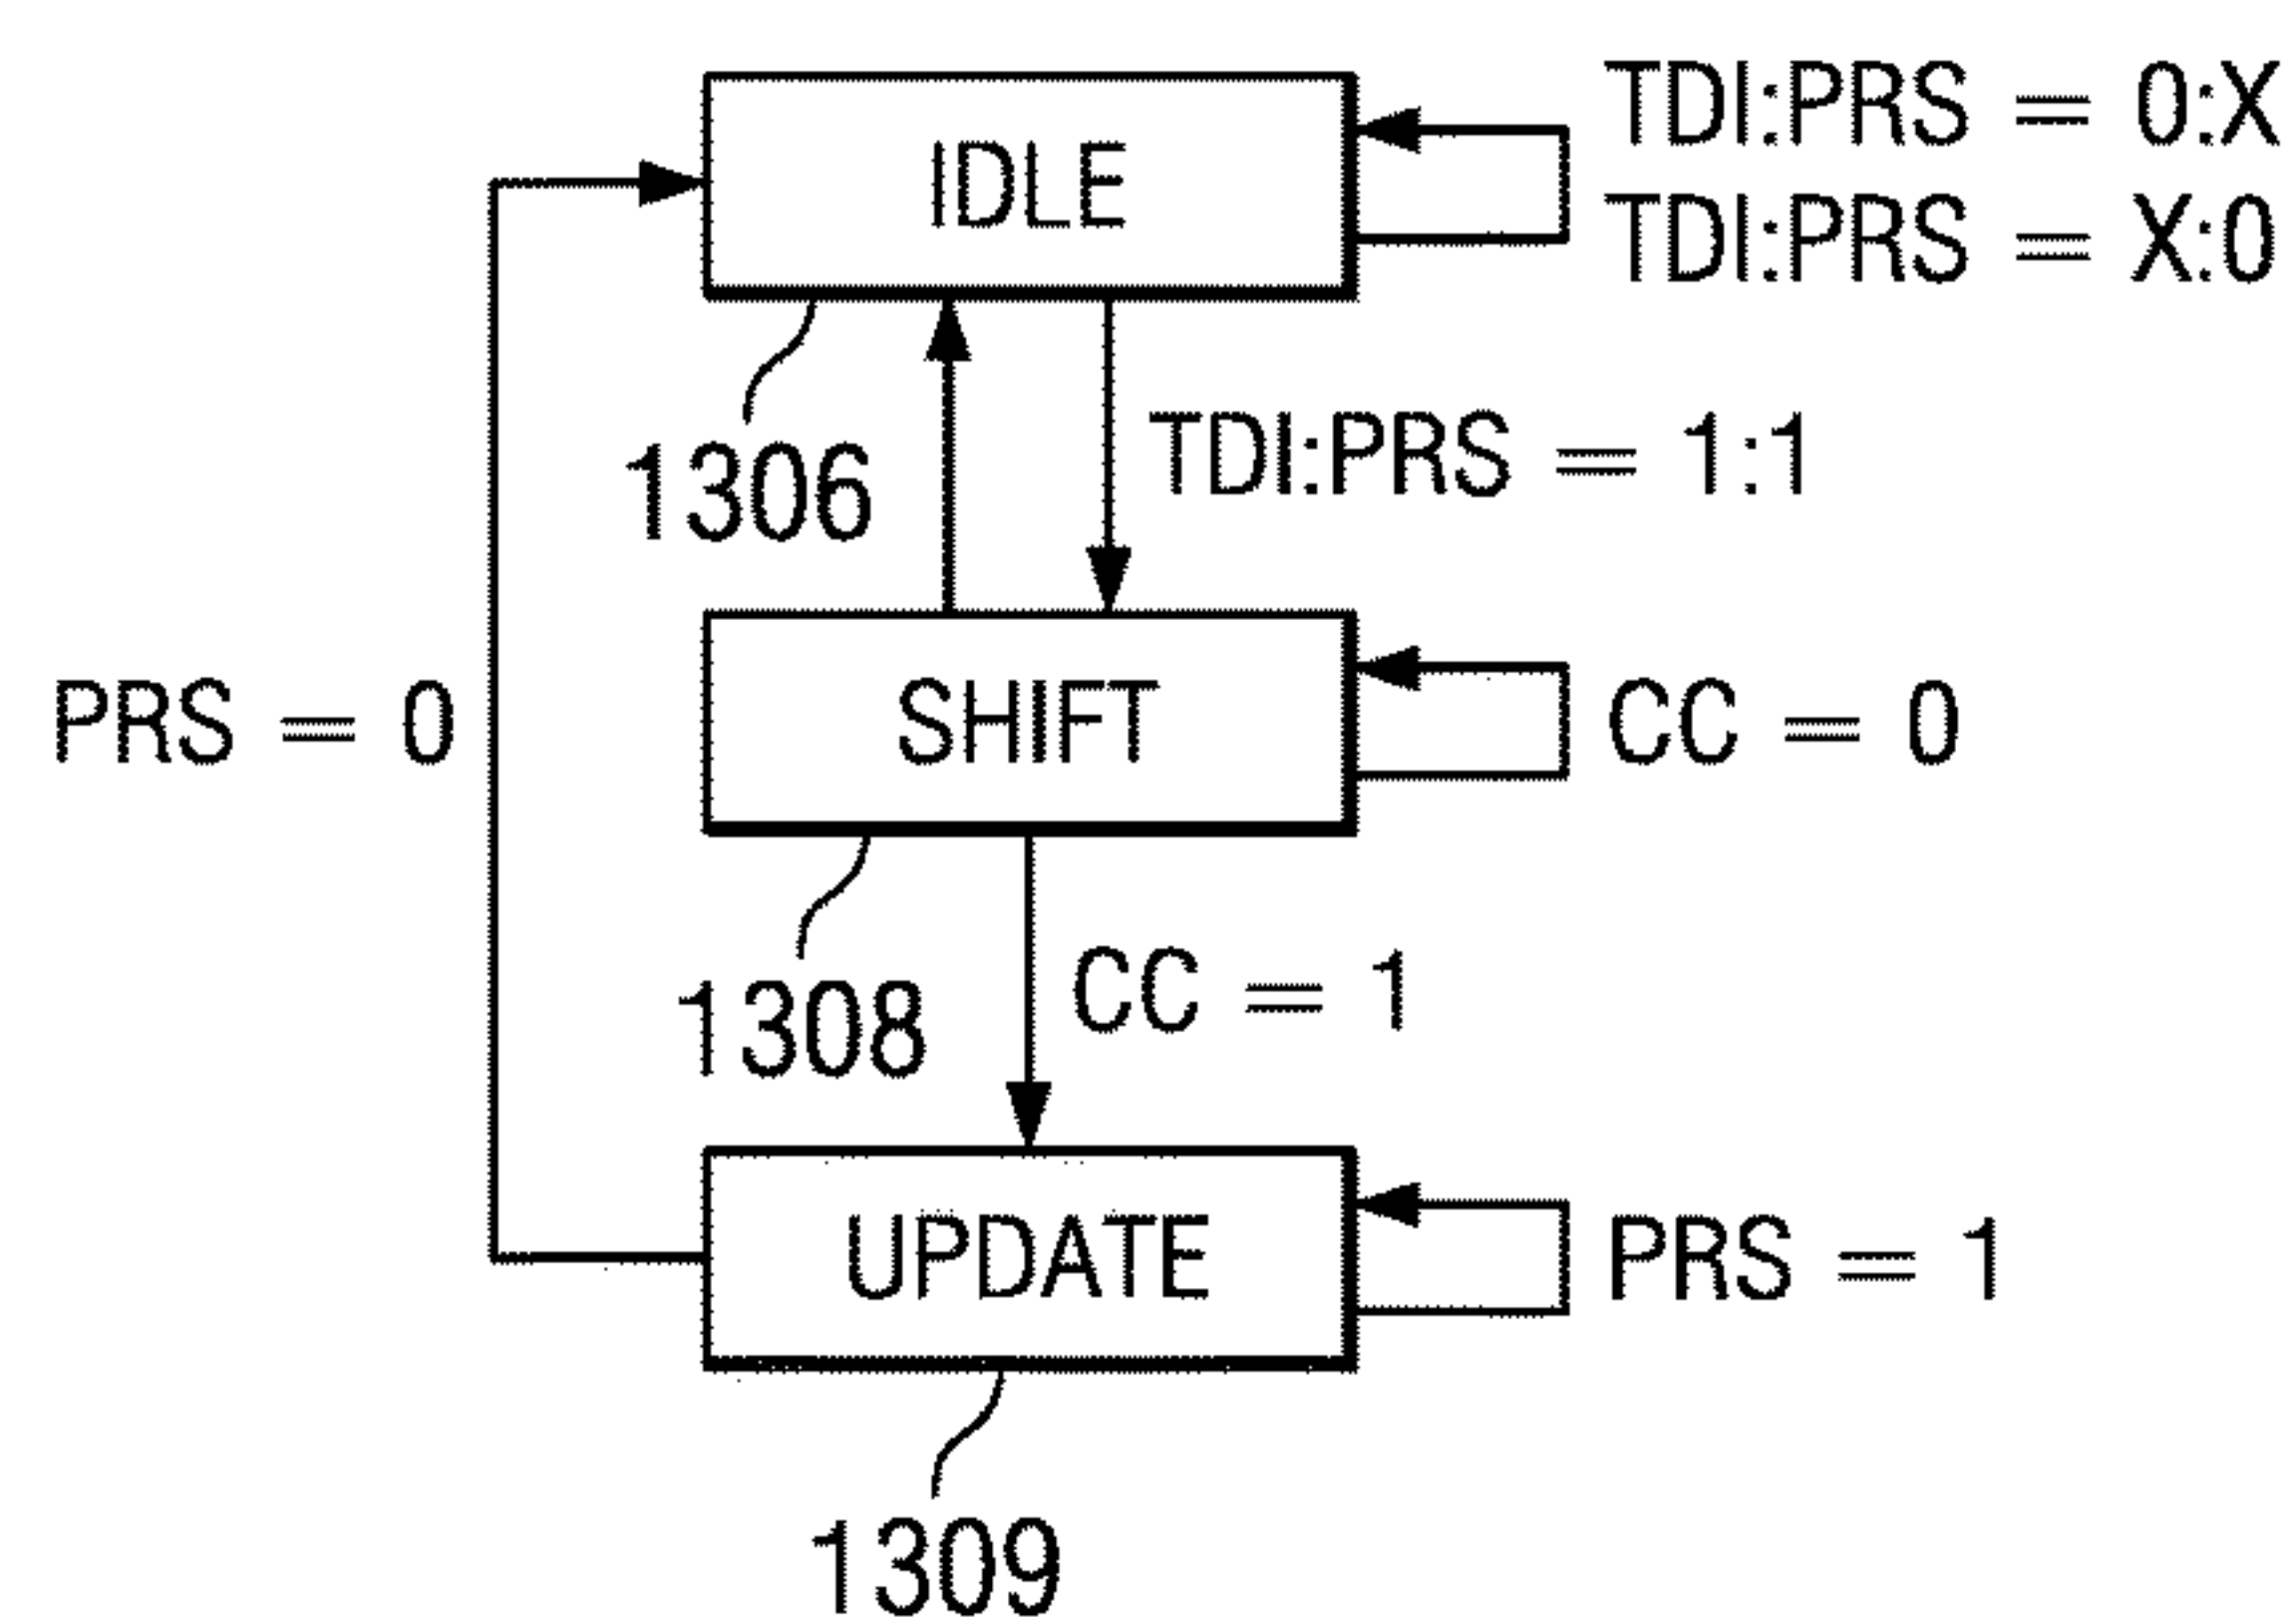 TDI:PRS = 0:X
IDLE
TDI:PRS = X:0
TDI:PRS = 1:1
1306
PRS = 0
SHIFT
CC = 0
1308
CC = 1
UPDATE
PRS = 1
1309